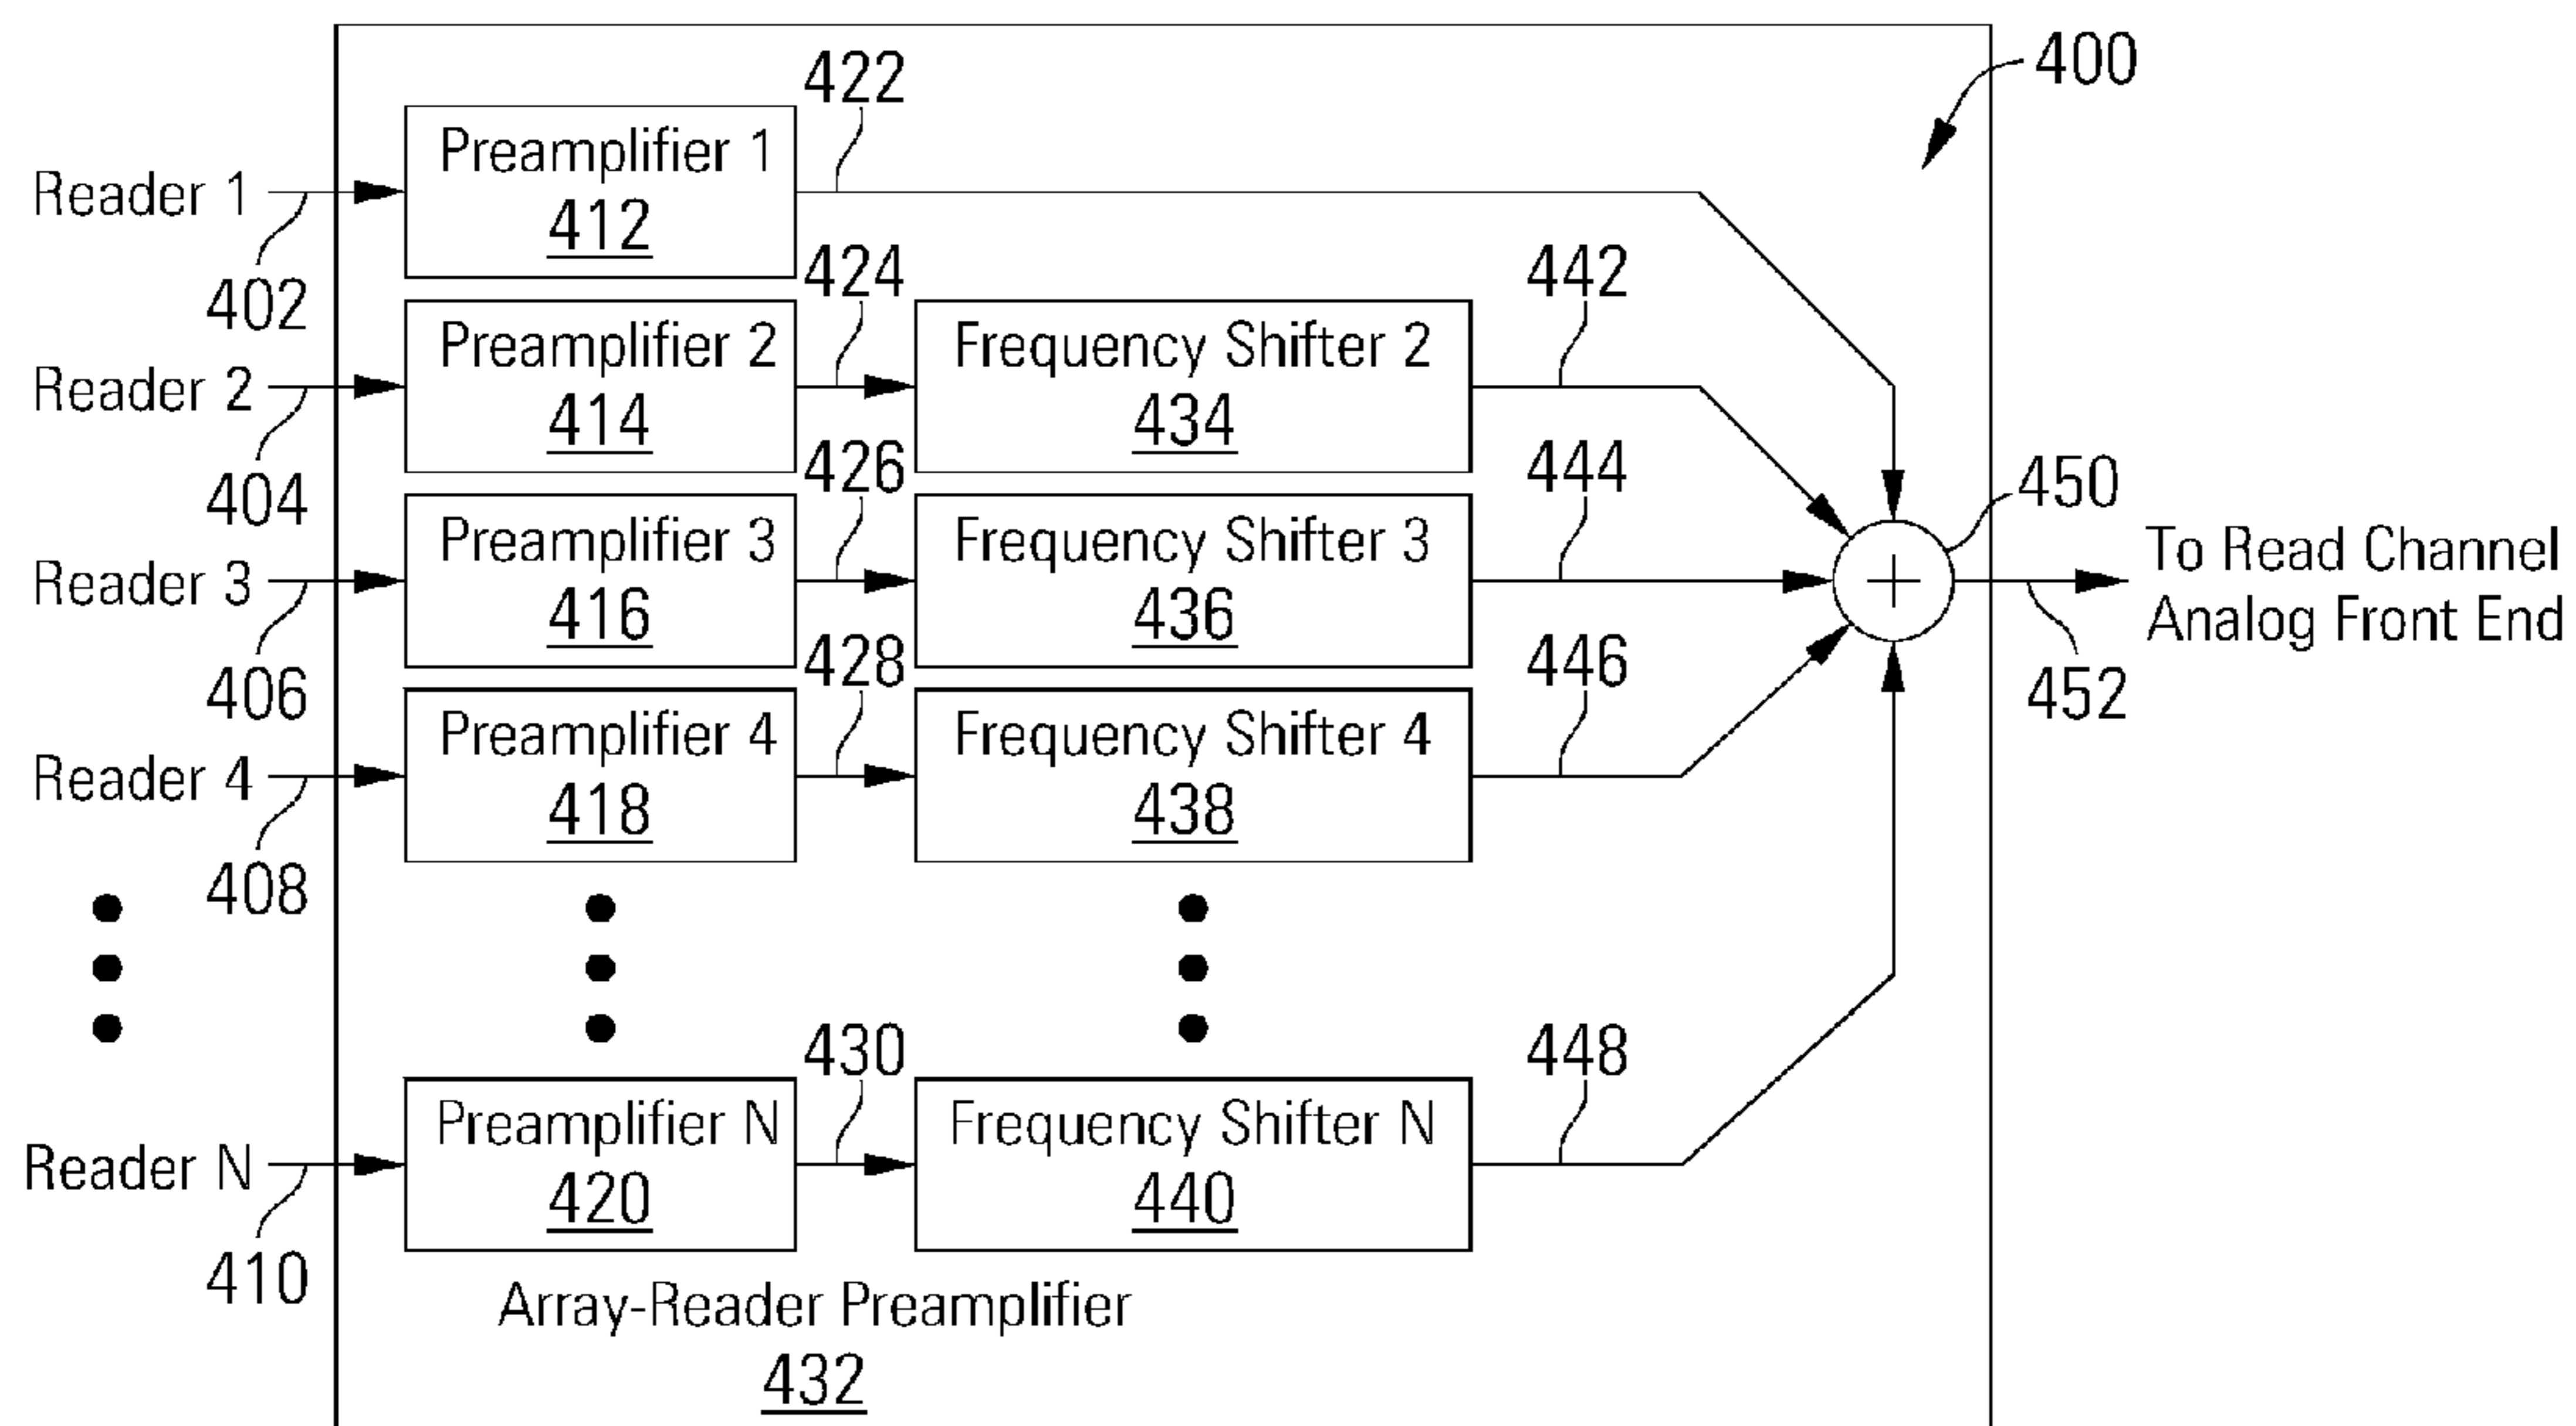 400
422
Preamplifier 1
412
Reader 1
402
424
442
Preamplifier 2
414
Frequency Shifter 2
434
Reader 2
404
426
444
450
Preamplifier 3
416
Frequency Shifter 3
436
Reader 3
406
To Read Channel
Analog Front End
452
428
446
Preamplifier 4
418
Frequency Shifter 4
438
Reader 4
408
430
448
Preamplifier N
420
Frequency Shifter N
440
Reader N
410
Array-Reader Preamplifier
432